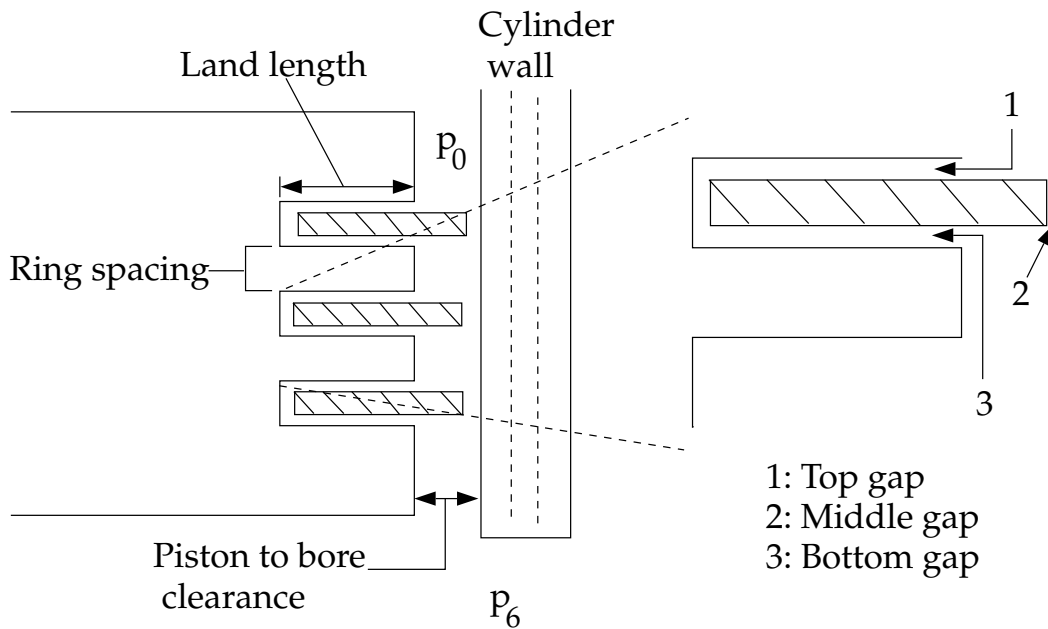 Cylinder
wall
Land length
p0
1
Ring spacing
2
3
1: Top gap
2: Middle gap
3: Bottom gap
Piston to bore
clearance
p6